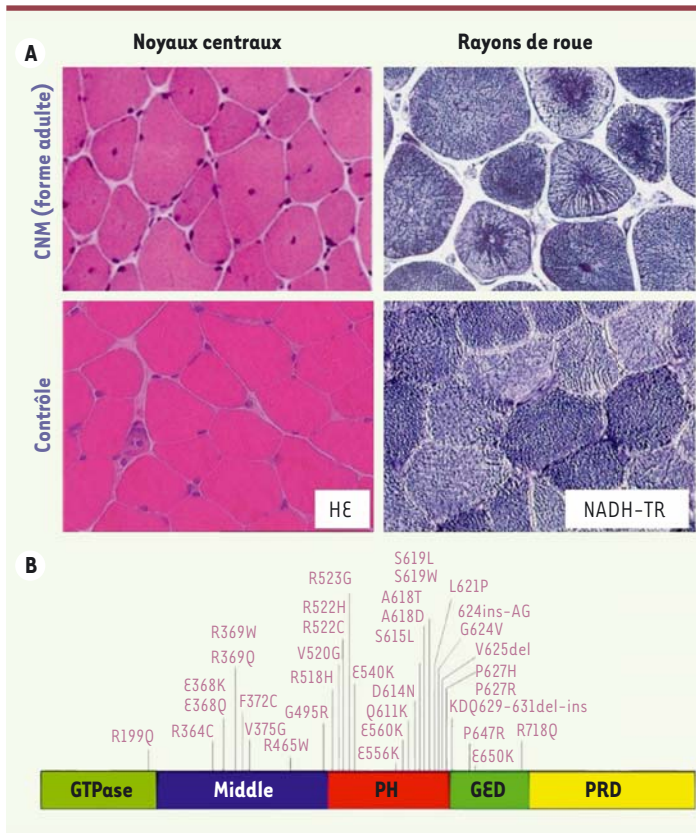 A
Noyaux centraux
Rayons de roue
CNM (forme adulte)
Contrôle
HE
NADH-TR
B
R199Q
R364C
E368K
E368Q
R369W
R369Q
F372C
V375G
R465W
G495R
R518H
V520G
R522H
R522C
R523G
E540K
E556K
E560K
Q611K
D614N
S615L
A618T
A618D
S619L
S619W
L621P
624ins-AG
G624V
V625del
P627H
P627R
KDQ629-631del-ins
P647R
E650K
R718Q
GTPase
Middle
PH
GED
PRD